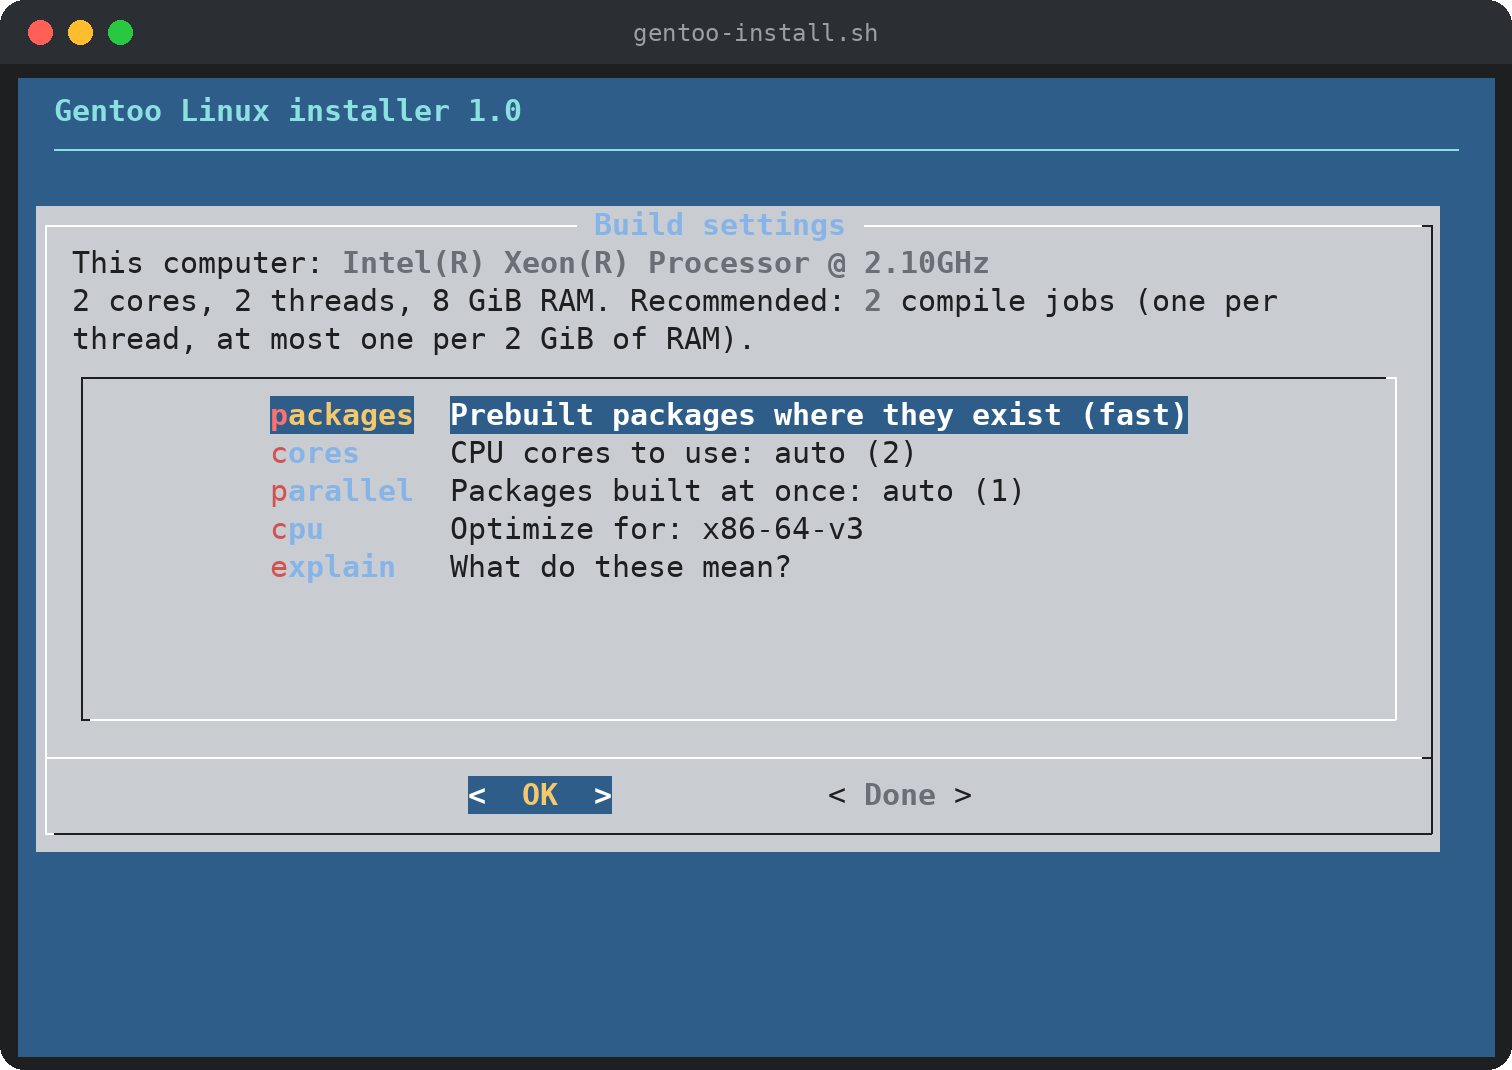 gentoo-install.sh
Gentoo Linux installer 1.0
Build settings
This computer: Intel(R) Xeon(R) Processor @ 2.10GHz
2 cores, 2 threads, 8 GiB RAM. Recommended: 2 compile jobs (one per
thread, at most one per 2 GiB of RAM).
packages Prebuilt packages where they exist (fast)
cores CPU cores to use: auto (2)
parallel Packages built at once: auto (1)
cpu Optimize for: x86-64-v3
explain What do these mean?
< OK > < Done >